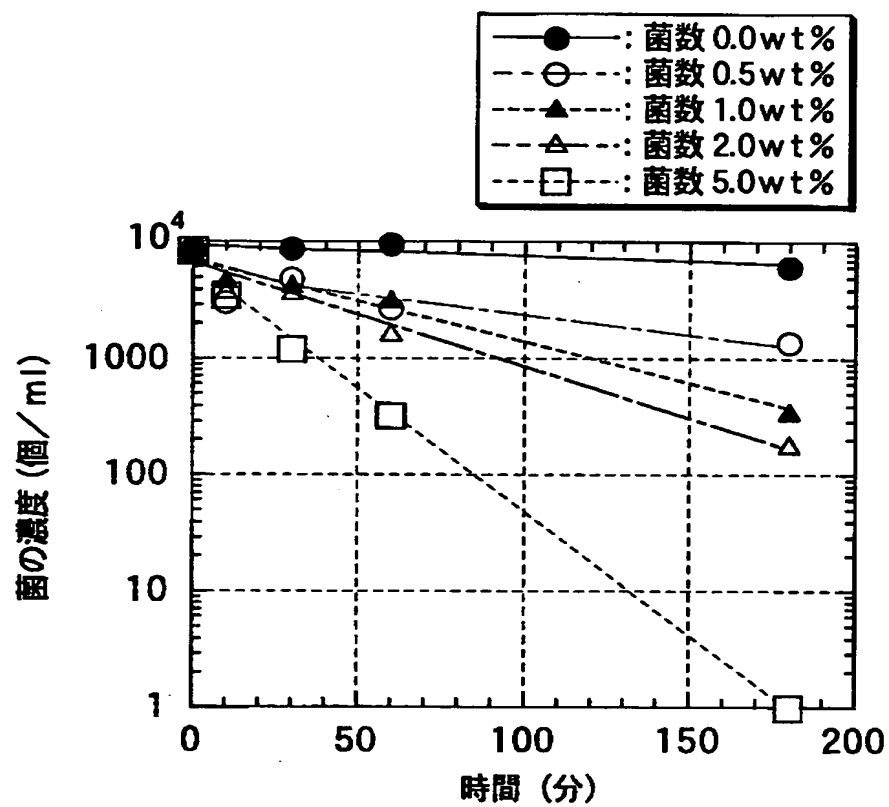 : 菌数 0.0wt%
: 菌数 0.5wt%
: 菌数 1.0wt%
: 菌数 2.0wt%
: 菌数 5.0wt%
10⁴
1000
100
10
1
菌の濃度 (個／ml)
0 50 100 150 200
時間 (分)